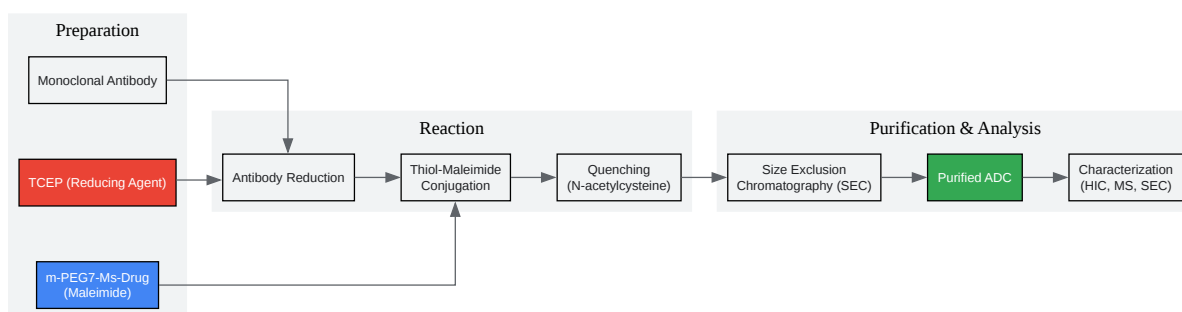 Preparation
Monoclonal Antibody
TCEP (Reducing Agent)
m-PEG7-Ms-Drug
(Maleimide)
Reaction
Antibody Reduction
Thiol-Maleimide
Conjugation
Quenching
(N-acetylcysteine)
Purification & Analysis
Size Exclusion
Chromatography (SEC)
Purified ADC
Characterization
(HIC, MS, SEC)